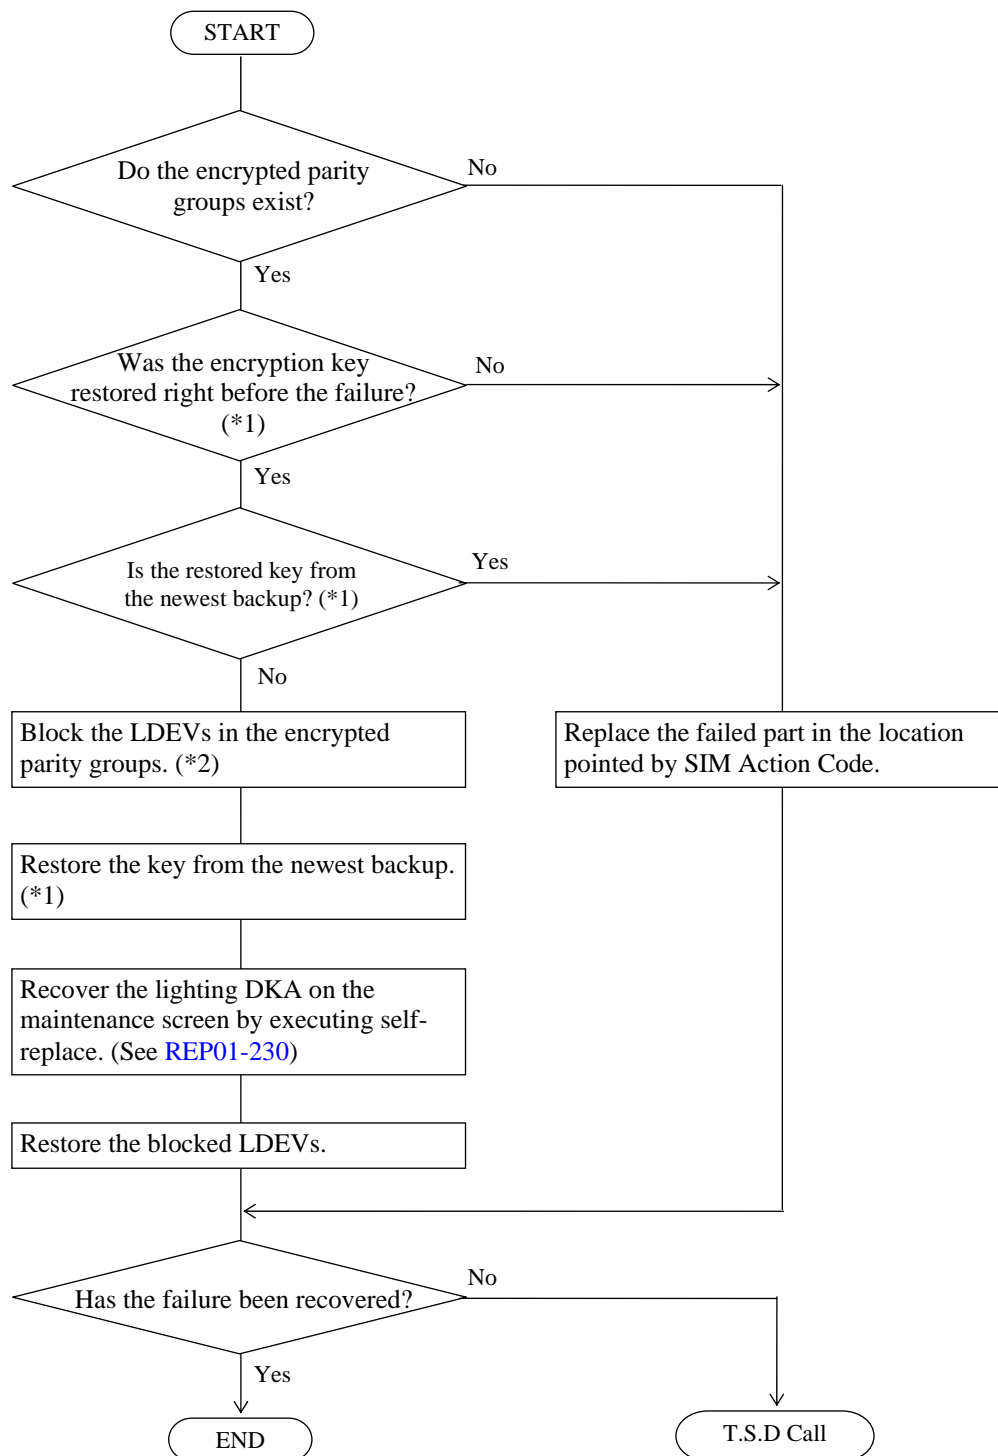 START
Do the encrypted parity
groups exist?
No
Yes
Was the encryption key
restored right before the failure?
(*1)
No
Yes
Is the restored key from
the newest backup? (*1)
Yes
No
Block the LDEVs in the encrypted
parity groups. (*2)
Replace the failed part in the location
pointed by SIM Action Code.
Restore the key from the newest backup.
(*1)
Recover the lighting DKA on the
maintenance screen by executing self-
replace. (See REP01-230)
Restore the blocked LDEVs.
Has the failure been recovered?
No
Yes
END
T.S.D Call